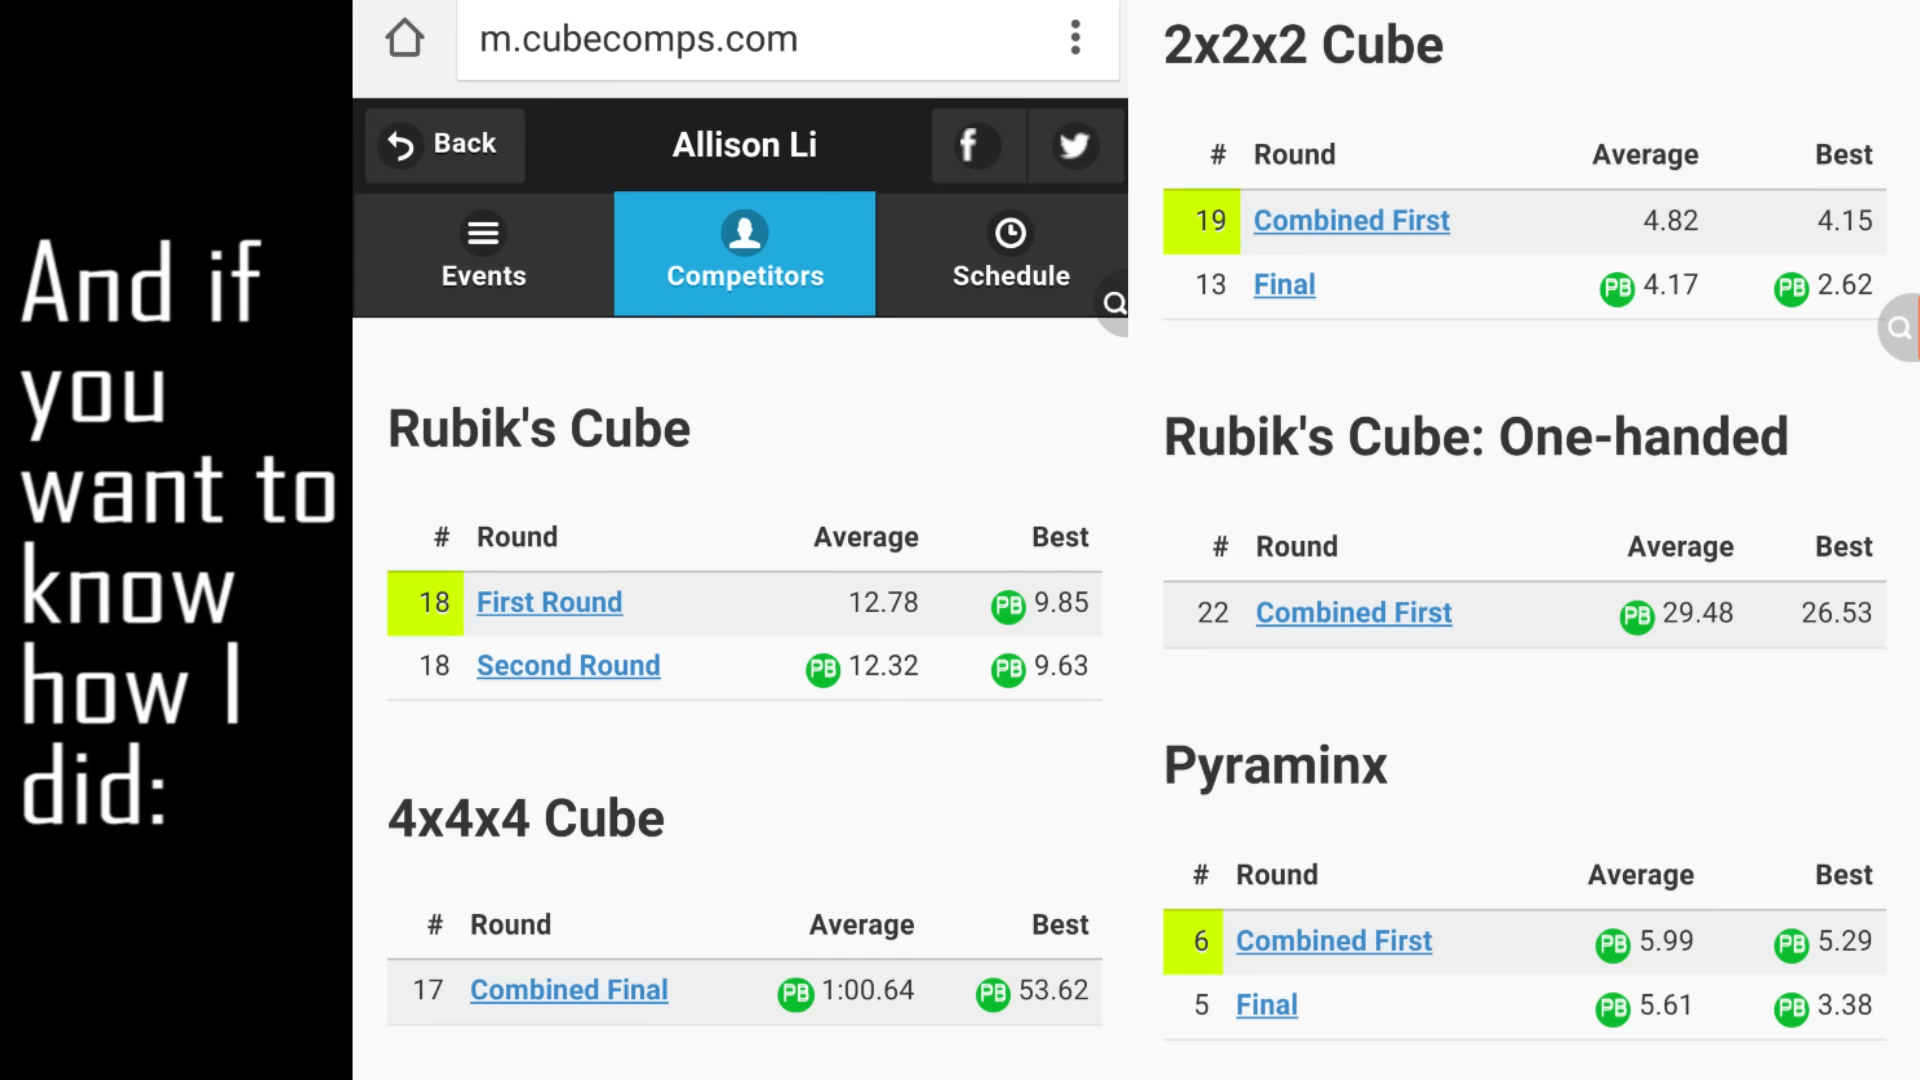 And if
you
want to
know
how I
did:
m.cubecomps.com
Back
Allison Li
f
Events
Competitors
Schedule
Rubik's Cube
# Round Average Best
18 First Round 12.78 PB 9.85
18 Second Round PB 12.32 PB 9.63
4x4x4 Cube
# Round Average Best
17 Combined Final PB 1:00.64 PB 53.62
2x2x2 Cube
# Round Average Best
19 Combined First 4.82 4.15
13 Final PB 4.17 PB 2.62
Rubik's Cube: One-handed
# Round Average Best
22 Combined First PB 29.48 26.53
Pyraminx
# Round Average Best
6 Combined First PB 5.99 PB 5.29
5 Final PB 5.61 PB 3.38